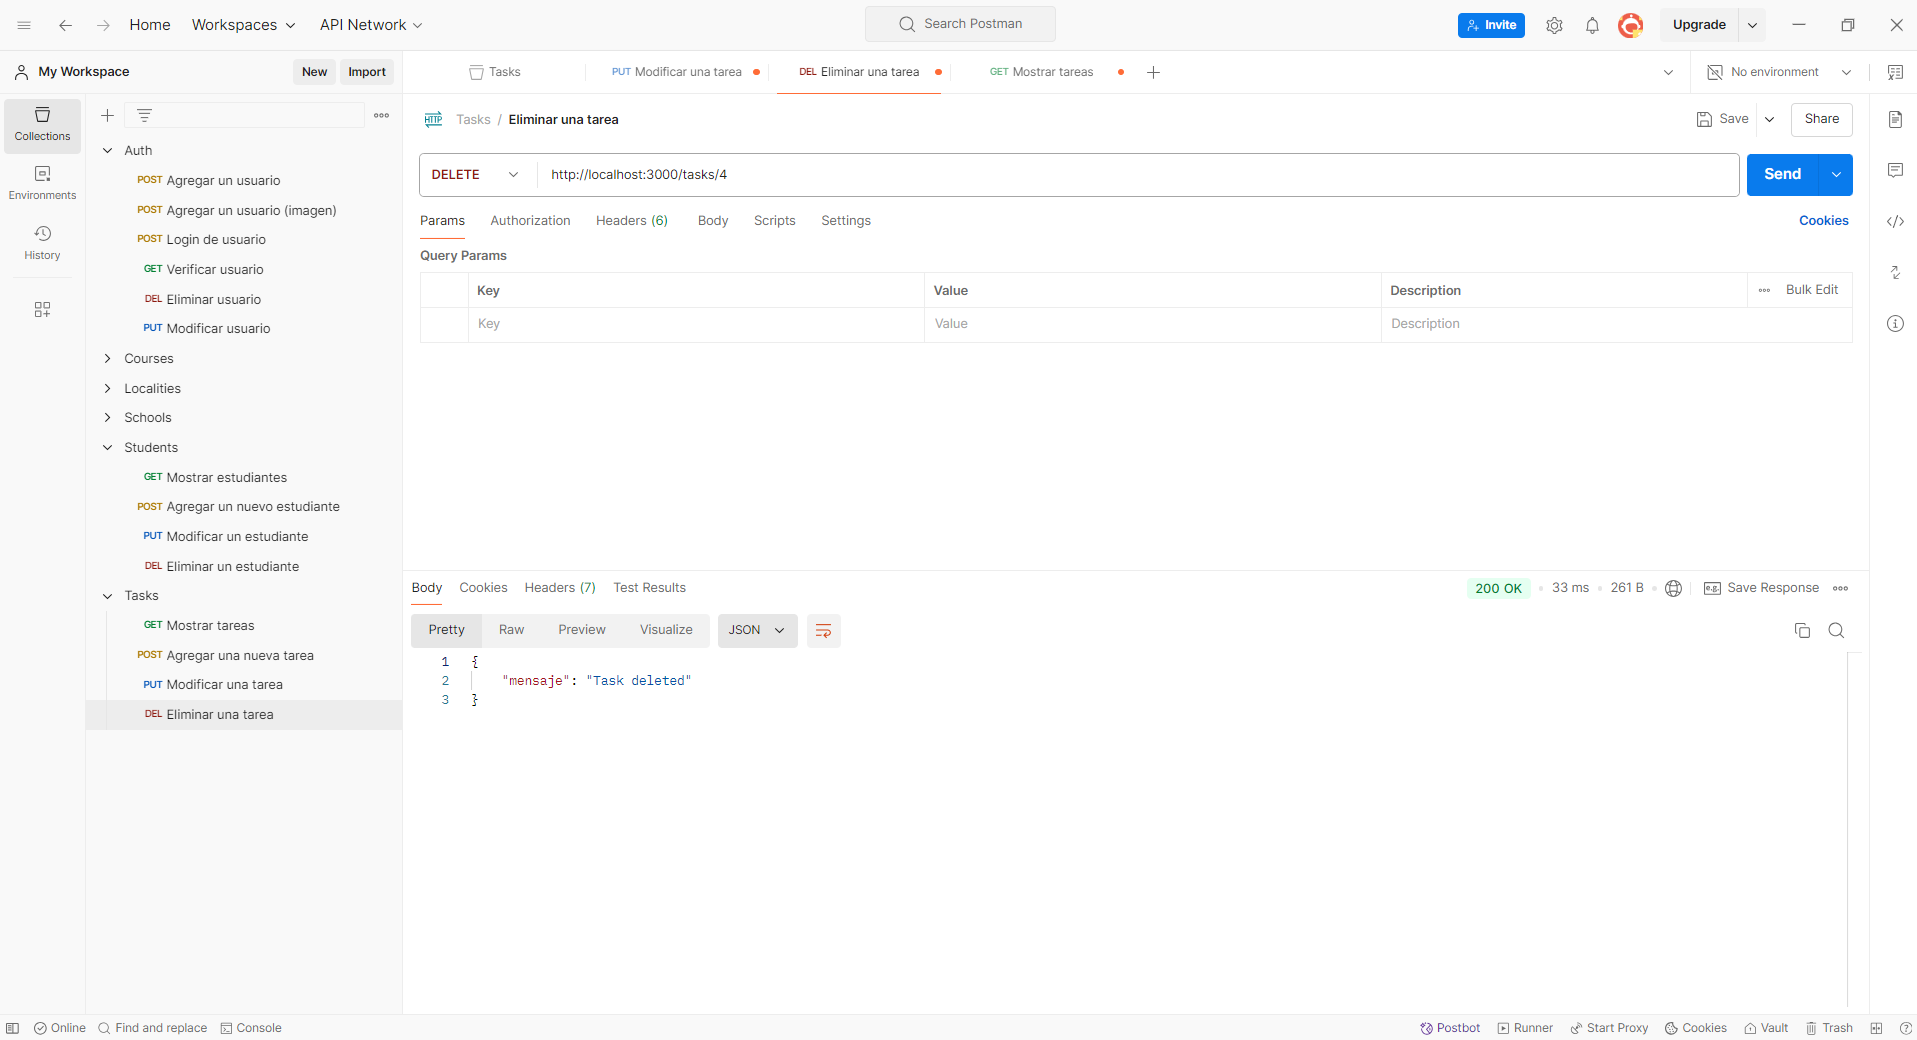 Home Workspaces API Network Search Postman Invite Upgrade
My Workspace New Import Tasks PUT Modificar una tarea DEL Eliminar una tarea GET Mostrar tareas No environment
Collections
Environments
History
Auth
POST Agregar un usuario
POST Agregar un usuario (imagen)
POST Login de usuario
GET Verificar usuario
DEL Eliminar usuario
PUT Modificar usuario
Courses
Localities
Schools
Students
GET Mostrar estudiantes
POST Agregar un nuevo estudiante
PUT Modificar un estudiante
DEL Eliminar un estudiante
Tasks
GET Mostrar tareas
POST Agregar una nueva tarea
PUT Modificar una tarea
DEL Eliminar una tarea
HTTP Tasks / Eliminar una tarea Save Share
DELETE http://localhost:3000/tasks/4 Send
Params Authorization Headers (6) Body Scripts Settings Cookies
Query Params
Key Value Description Bulk Edit
Key Value Description
Body Cookies Headers (7) Test Results 200 OK 33 ms 261 B e.g. Save Response
Pretty Raw Preview Visualize JSON
1 {
2 "mensaje": "Task deleted"
3 }
Online Find and replace Console Postbot Runner Start Proxy Cookies Vault Trash